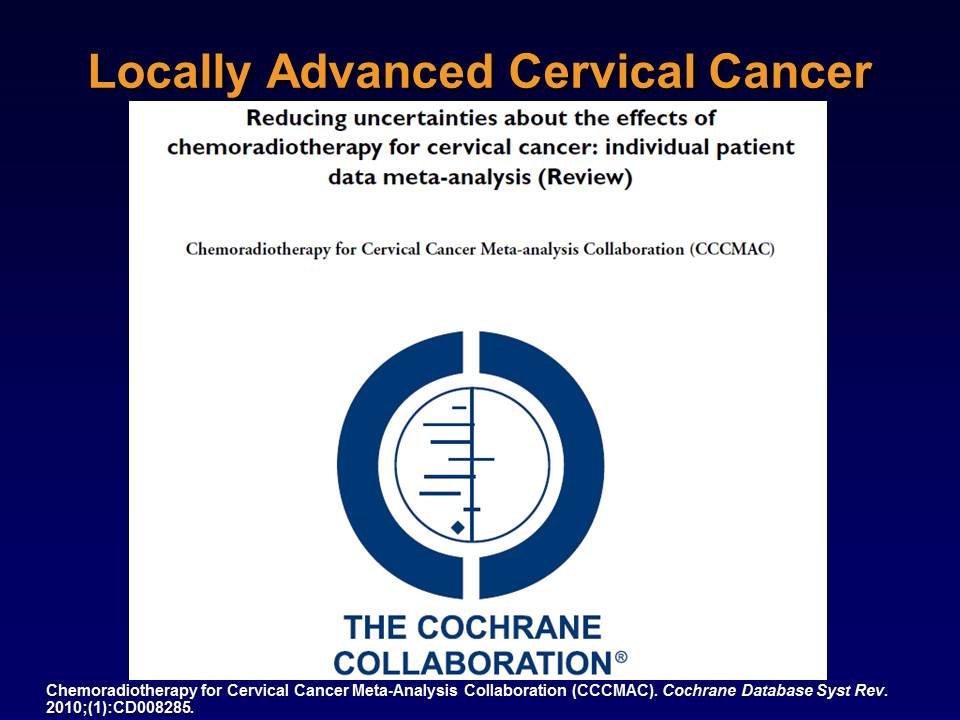 Locally Advanced Cervical Cancer
Reducing uncertainties about the effects of
chemoradiotherapy for cervical cancer: individual patient
data meta-analysis (Review)
Chemoradiotherapy for Cervical Cancer Meta-analysis Collaboration (CCCMAC)
THE COCHRANE
COLLABORATION®
Chemoradiotherapy for Cervical Cancer Meta-Analysis Collaboration (CCCMAC). Cochrane Database Syst Rev.
2010;(1):CD008285.